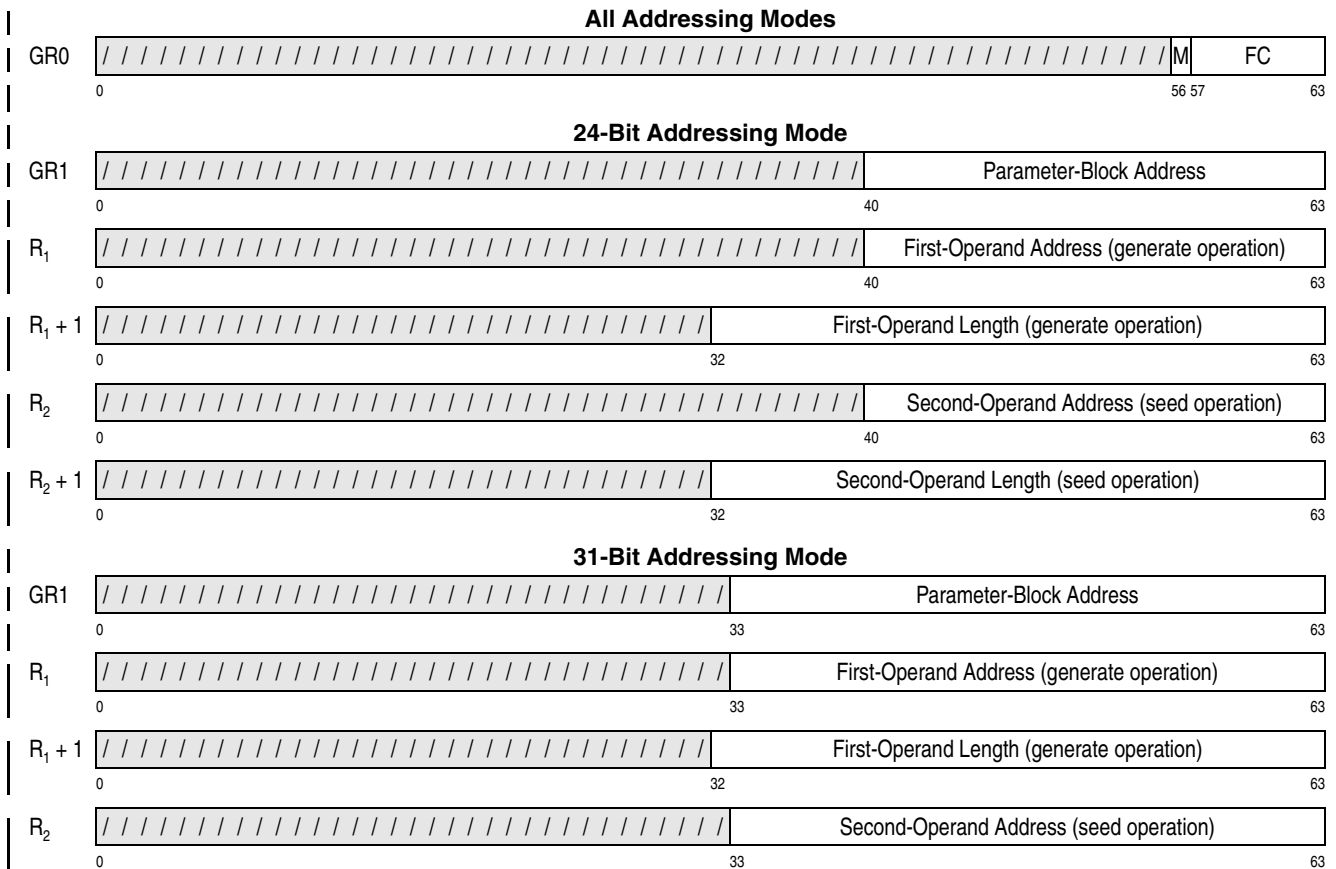 All Addressing Modes
GR0 / / / / / / / / / / / / / / / / / / / / / / / / / / / / / / / / / / / / / / / / / / / / / / / / / / / / / / / / M FC
0 56 57 63
24-Bit Addressing Mode
GR1 / / / / / / / / / / / / / / / / / / / / / / / / / / / / / / / / / / / / / / / / Parameter-Block Address
0 40 63
R1 / / / / / / / / / / / / / / / / / / / / / / / / / / / / / / / / / / / / / / / / First-Operand Address (generate operation)
0 40 63
R1 + 1 / / / / / / / / / / / / / / / / / / / / / / / / / / / / / / / / First-Operand Length (generate operation)
0 32 63
R2 / / / / / / / / / / / / / / / / / / / / / / / / / / / / / / / / / / / / / / / / Second-Operand Address (seed operation)
0 40 63
R2 + 1 / / / / / / / / / / / / / / / / / / / / / / / / / / / / / / / / Second-Operand Length (seed operation)
0 32 63
31-Bit Addressing Mode
GR1 / / / / / / / / / / / / / / / / / / / / / / / / / / / / / / / / / Parameter-Block Address
0 33 63
R1 / / / / / / / / / / / / / / / / / / / / / / / / / / / / / / / / / First-Operand Address (generate operation)
0 33 63
R1 + 1 / / / / / / / / / / / / / / / / / / / / / / / / / / / / / / / / First-Operand Length (generate operation)
0 32 63
R2 / / / / / / / / / / / / / / / / / / / / / / / / / / / / / / / / / Second-Operand Address (seed operation)
0 33 63